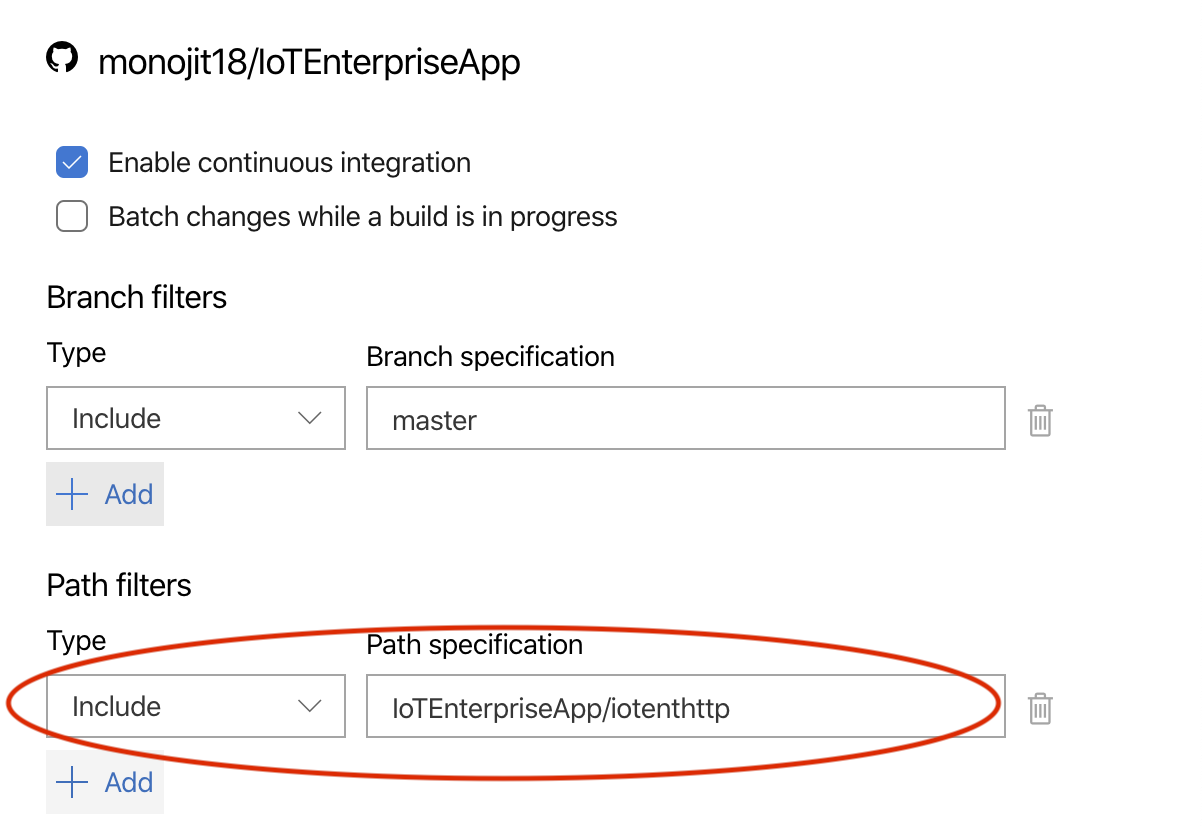 monojit18/IoTEnterpriseApp
Enable continuous integration
Batch changes while a build is in progress
Branch filters
Type
Branch specification
Include
master
Add
Path filters
Type
Path specification
Include
IoTEnterpriseApp/iotenthttp
Add